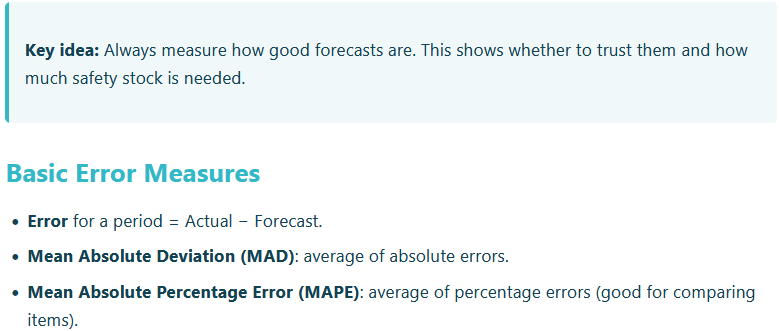 Key idea: Always measure how good forecasts are. This shows whether to trust them and how
much safety stock is needed.
Basic Error Measures
• Error for a period = Actual − Forecast.
• Mean Absolute Deviation (MAD): average of absolute errors.
• Mean Absolute Percentage Error (MAPE): average of percentage errors (good for comparing
items).